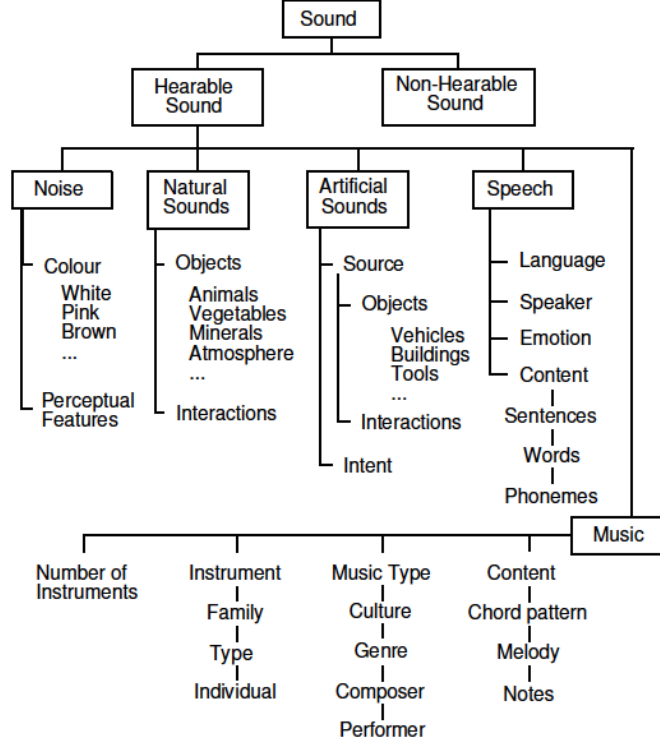 Sound
Hearable
Sound
Non-Hearable
Sound
Noise
Natural
Sounds
Artificial
Sounds
Speech
Colour
White
Pink
Brown
...
Perceptual
Features
Objects
Animals
Vegetables
Minerals
Atmosphere
...
Interactions
Source
Objects
Vehicles
Buildings
Tools
...
Interactions
Intent
Language
Speaker
Emotion
Content
Sentences
Words
Phonemes
Music
Number of
Instruments
Instrument
Family
Type
Individual
Music Type
Culture
Genre
Composer
Performer
Content
Chord pattern
Melody
Notes